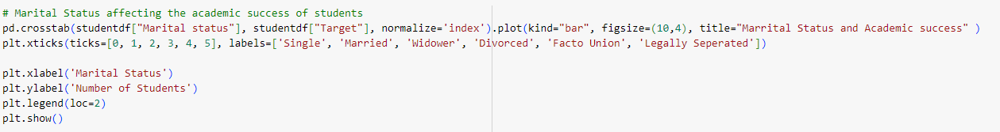 # Marital Status affecting the academic success of students
pd.crosstab(studentdf["Marital status"], studentdf["Target"], normalize='index').plot(kind="bar", figsize=(10,4), title="Marrital Status and Academic success" )
plt.xticks(ticks=[0, 1, 2, 3, 4, 5], labels=['Single', 'Married', 'Widower', 'Divorced', 'Facto Union', 'Legally Seperated'])
plt.xlabel('Marital Status')
plt.ylabel('Number of Students')
plt.legend(loc=2)
plt.show()